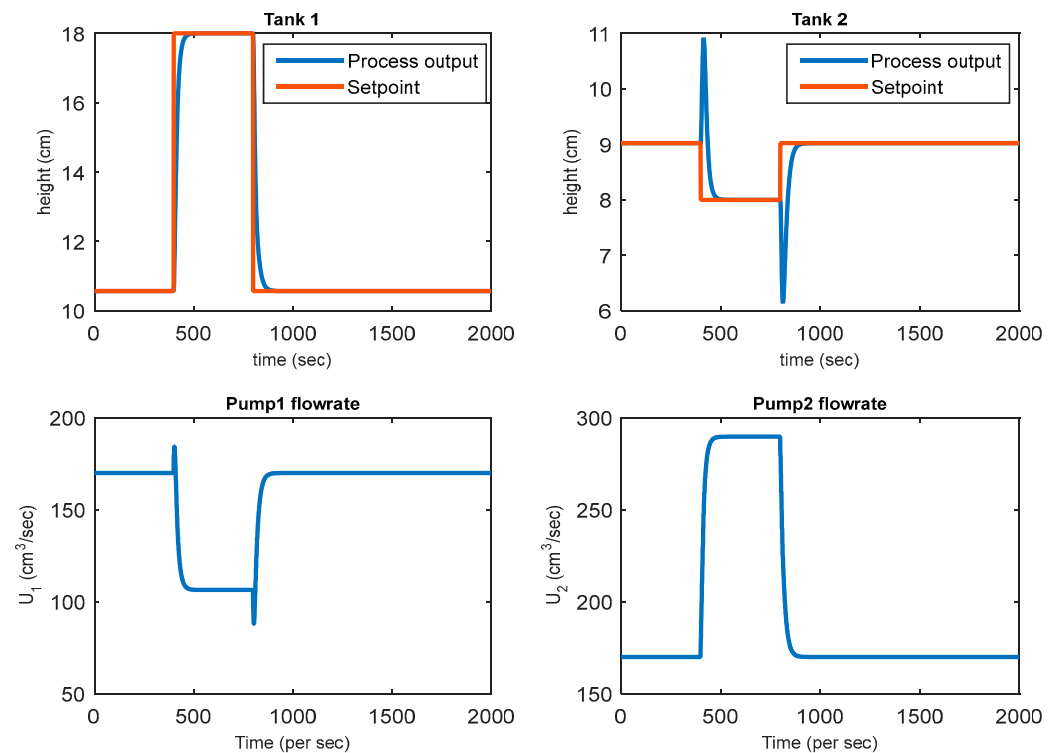 Tank 1
18
16
14
12
10
height (cm)
Process output
Setpoint
0
500
1000
1500
2000
time (sec)
Tank 2
11
10
9
8
7
6
height (cm)
Process output
Setpoint
0
500
1000
1500
2000
time (sec)
Pump1 flowrate
200
150
100
50
U1 (cm3/sec)
0
500
1000
1500
2000
Time (per sec)
Pump2 flowrate
300
250
200
150
U2 (cm3/sec)
0
500
1000
1500
2000
Time (per sec)